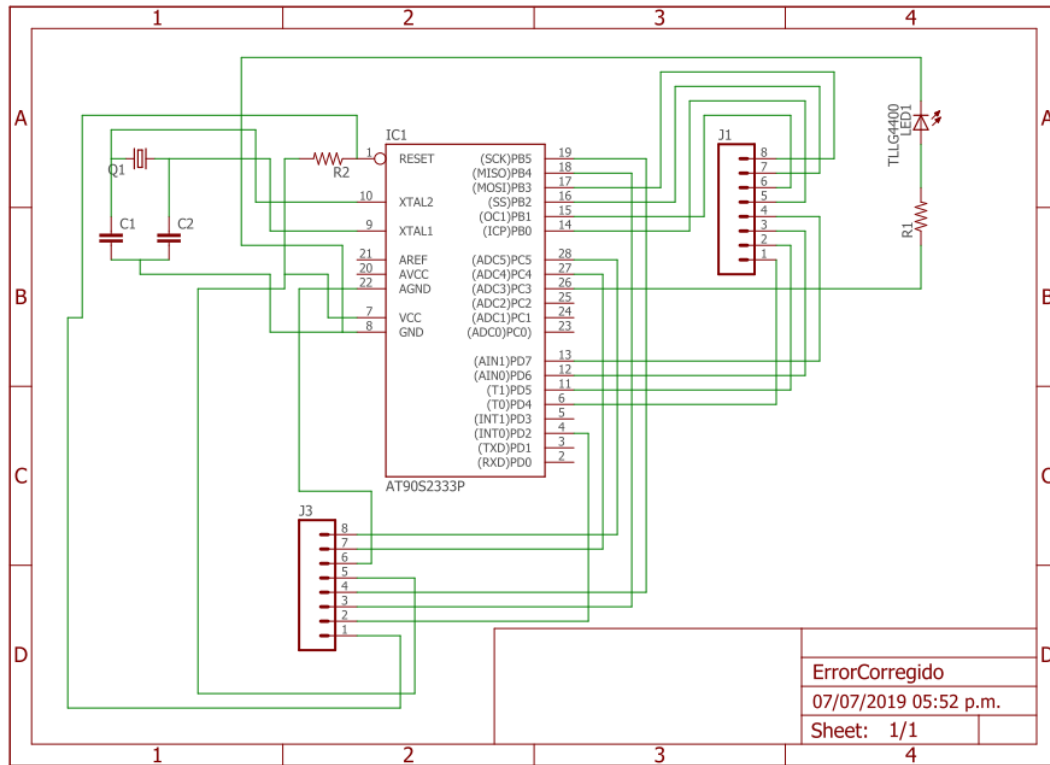 1 2 3 4
A A
B B
C C
D D
1 2 3 4
IC1
1 RESET
10 XTAL2
9 XTAL1
21 AREF
20 AVCC
22 AGND
7 VCC
8 GND
(SCK)PB5 19
(MISO)PB4 18
(MOSI)PB3 17
(SS)PB2 16
(OC1)PB1 15
(ICP)PB0 14
(ADC5)PC5 28
(ADC4)PC4 27
(ADC3)PC3 26
(ADC2)PC2 25
(ADC1)PC1 24
(ADC0)PC0) 23
(AIN1)PD7 13
(AIN0)PD6 12
(T1)PD5 11
(T0)PD4 6
(INT1)PD3 5
(INT0)PD2 4
(TXD)PD1 3
(RXD)PD0 2
AT90S2333P
Q1
C1
C2
R2
J1
8
7
6
5
4
3
2
1
TLLG4400
LED1
R1
J3
8
7
6
5
4
3
2
1
ErrorCorregido
07/07/2019 05:52 p.m.
Sheet: 1/1